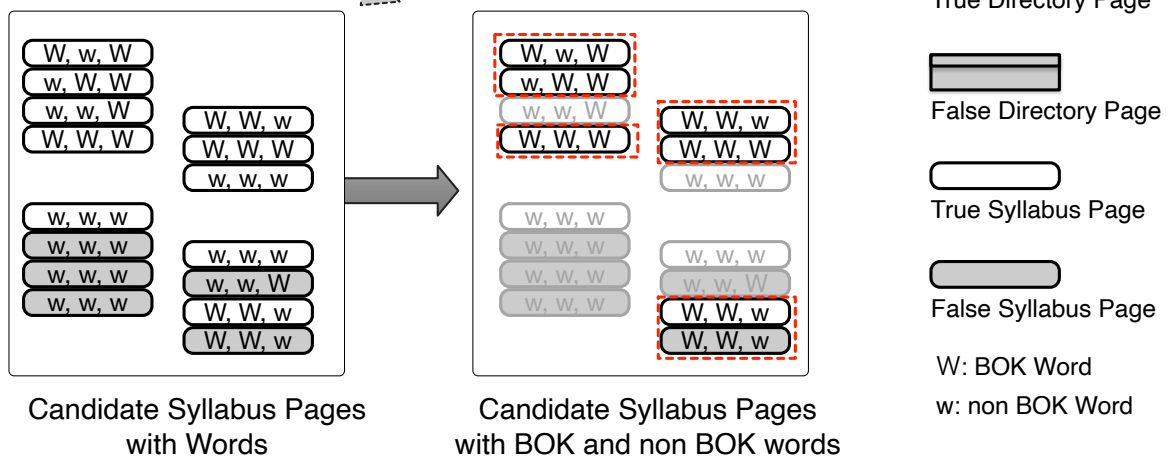 W, w, W
w, W, W
w, w, W
W, W, W
W, W, w
W, W, W
w, w, w
w, w, w
w, w, w
w, w, w
w, w, w
w, w, w
w, w, W
W, W, w
W, W, w
Candidate Syllabus Pages
with Words
W, w, W
w, W, W
w, w, W
W, W, W
W, W, w
W, W, W
w, w, w
w, w, w
w, w, w
w, w, w
w, w, w
w, w, w
w, w, W
W, W, w
W, W, w
Candidate Syllabus Pages
with BOK and non BOK words
True Directory Page
False Directory Page
True Syllabus Page
False Syllabus Page
W: BOK Word
w: non BOK Word